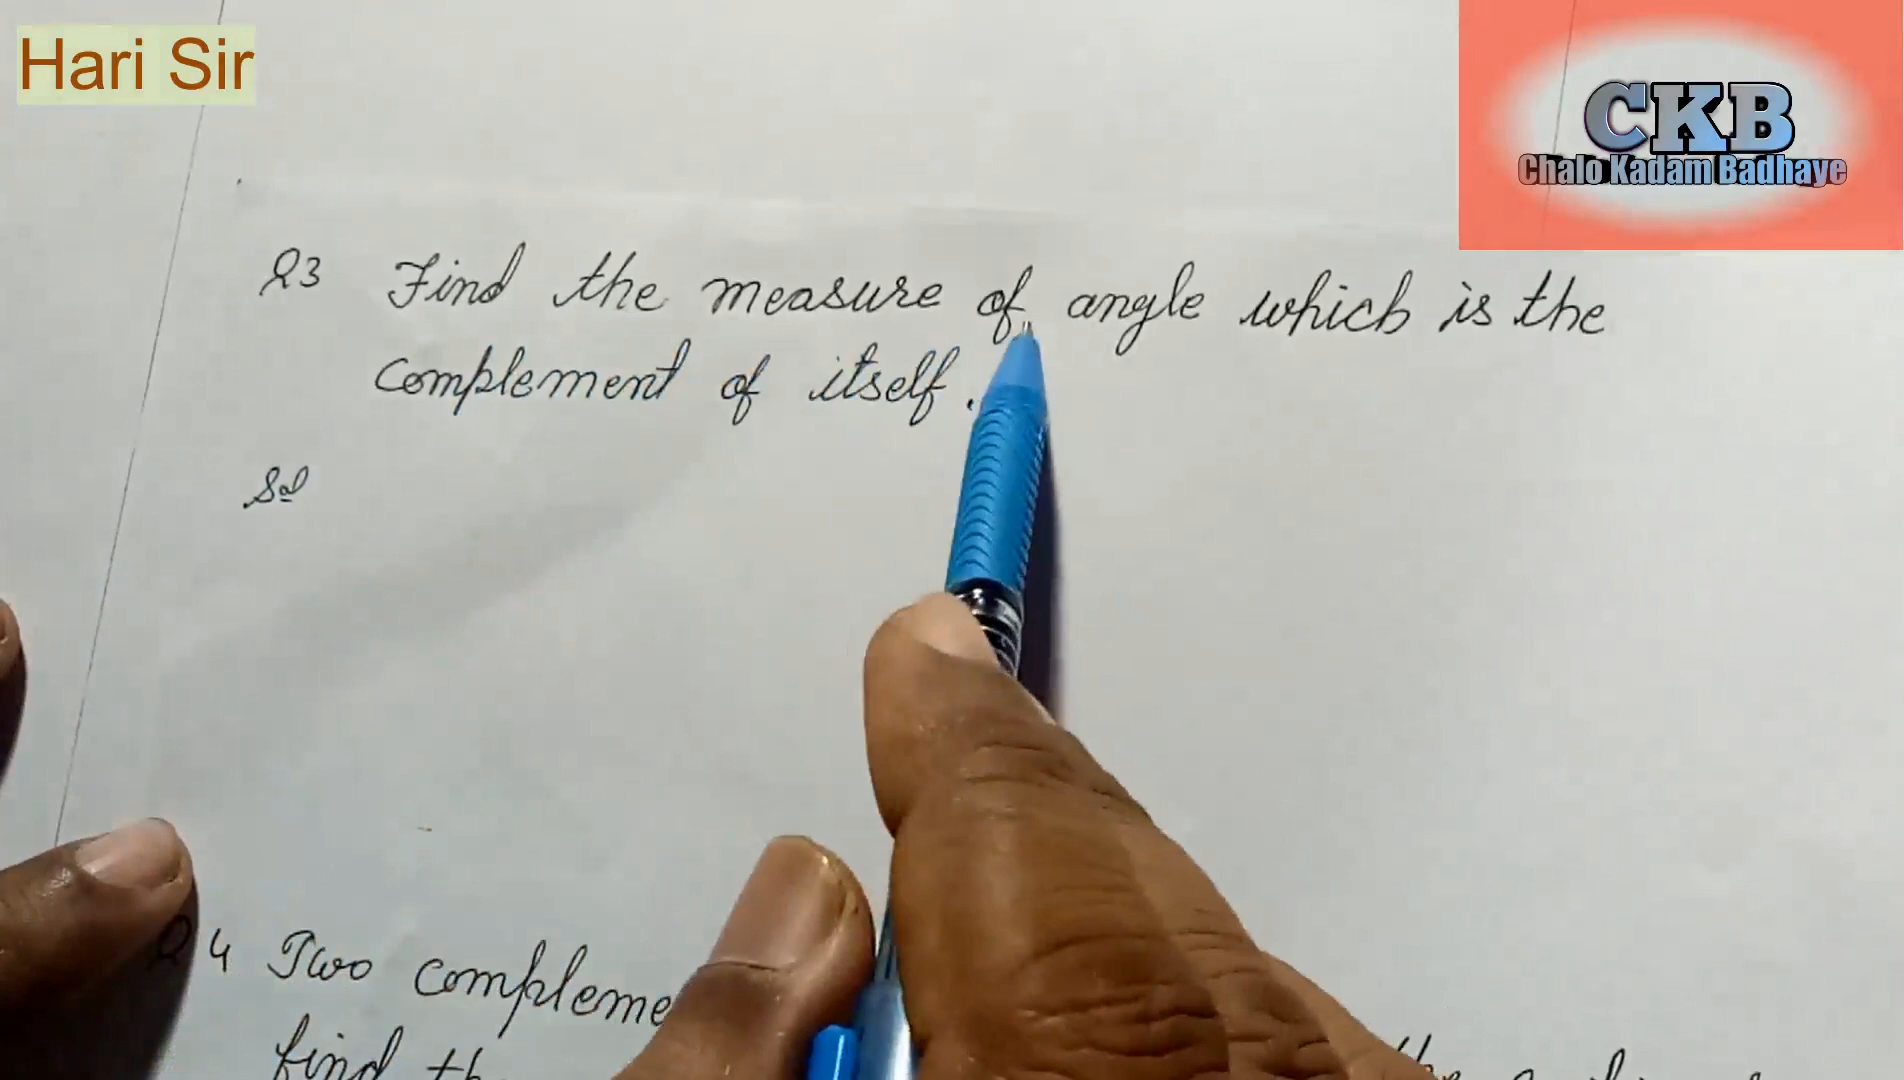 Hari Sir
CKB
Chalo Kadam Badhaye
Q3 Find the measure of angle which is the
complement of itself.
Sol
Q4 Two
find